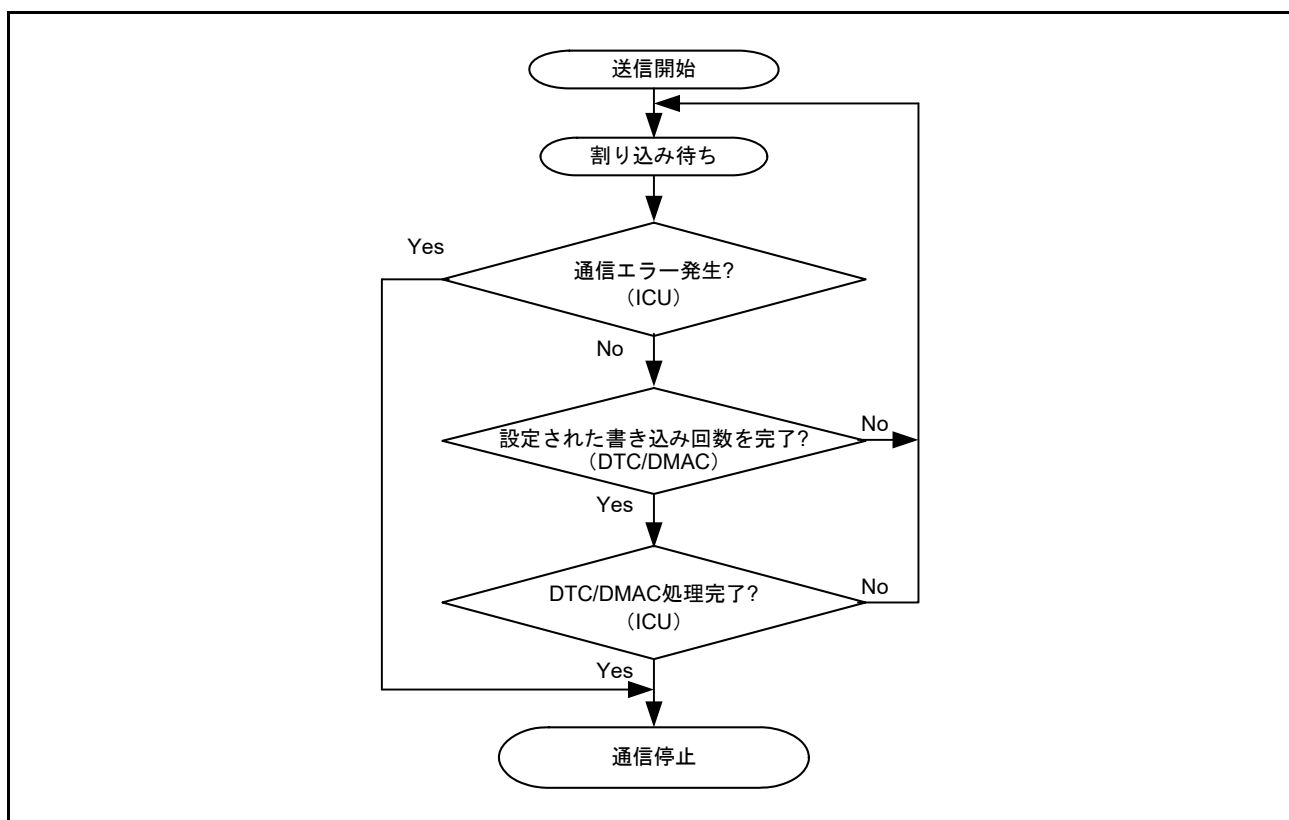 送信開始
割り込み待ち
Yes
通信エラー発生?
（ICU）
No
設定された書き込み回数を完了?
（DTC/DMAC）
No
Yes
DTC/DMAC処理完了?
（ICU）
No
Yes
通信停止